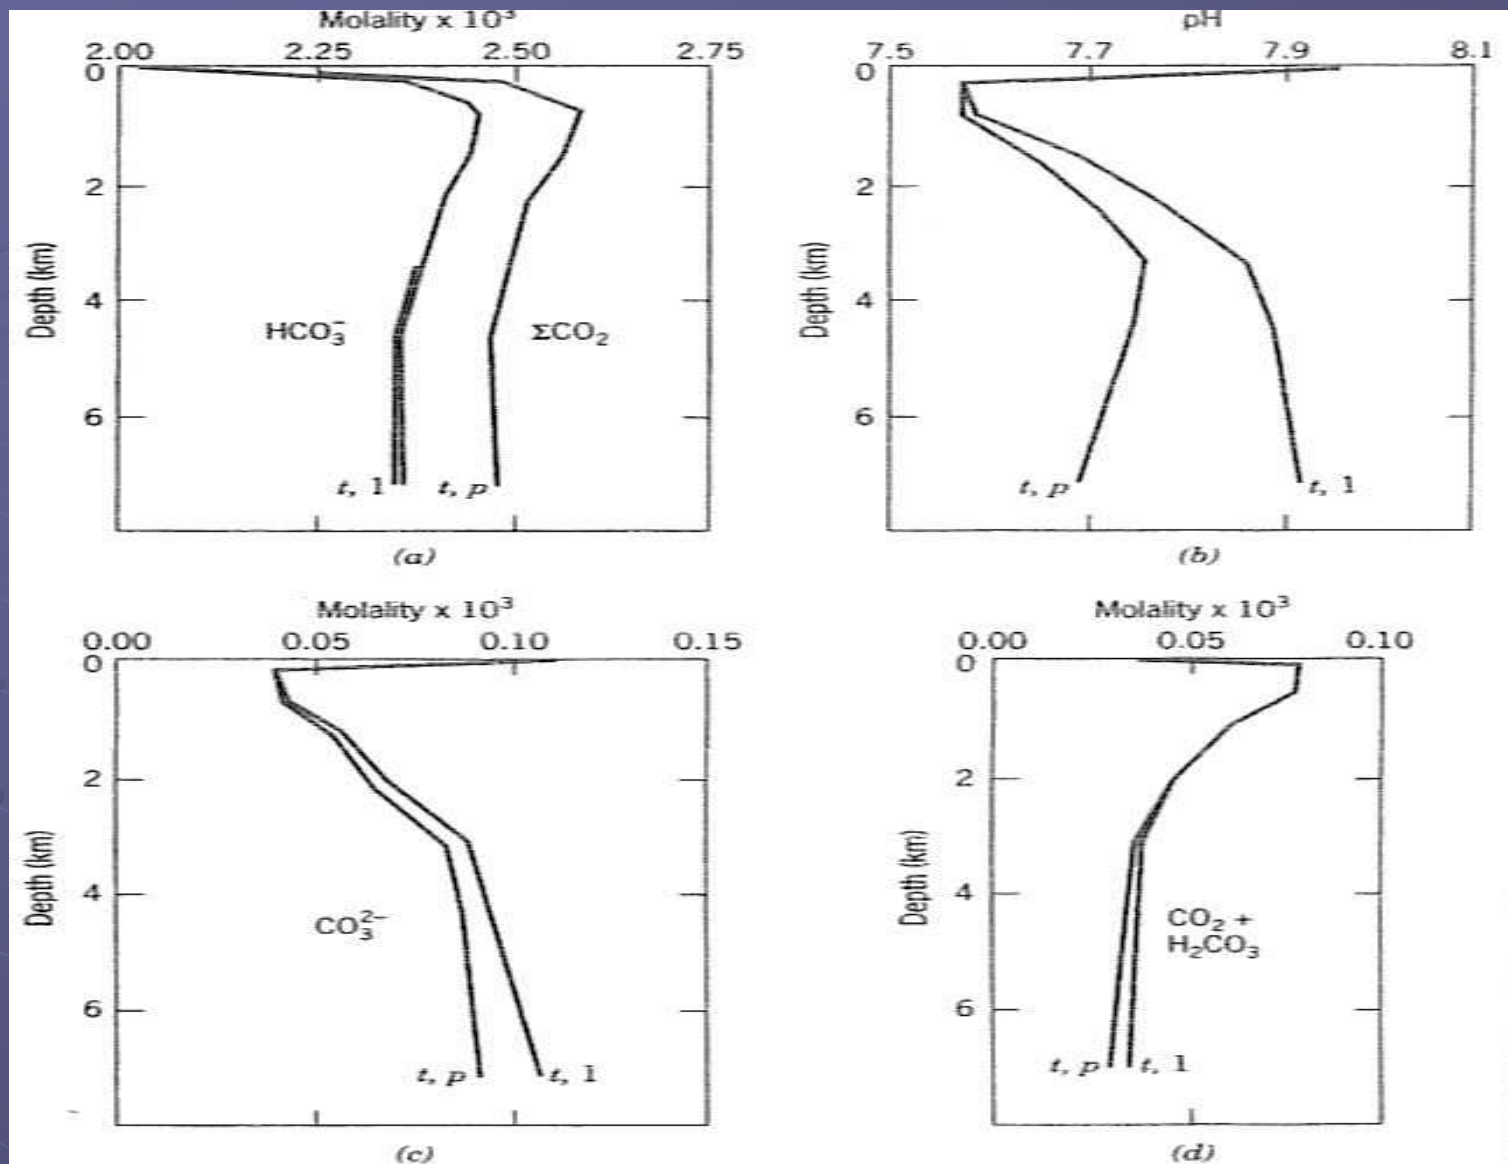 Molality x 10³
2.00 2.25 2.50 2.75
0
2
4
6
Depth (km)
HCO₃⁻ ΣCO₂
t, 1 t, p
(a)
pH
7.5 7.7 7.9 8.1
0
2
4
6
Depth (km)
t, p t, 1
(b)
Molality x 10³
0.00 0.05 0.10 0.15
0
2
4
6
Depth (km)
CO₃²⁻
t, p t, 1
(c)
Molality x 10³
0.00 0.05 0.10
0
2
4
6
Depth (km)
CO₂ +
H₂CO₃
t, p t, 1
(d)